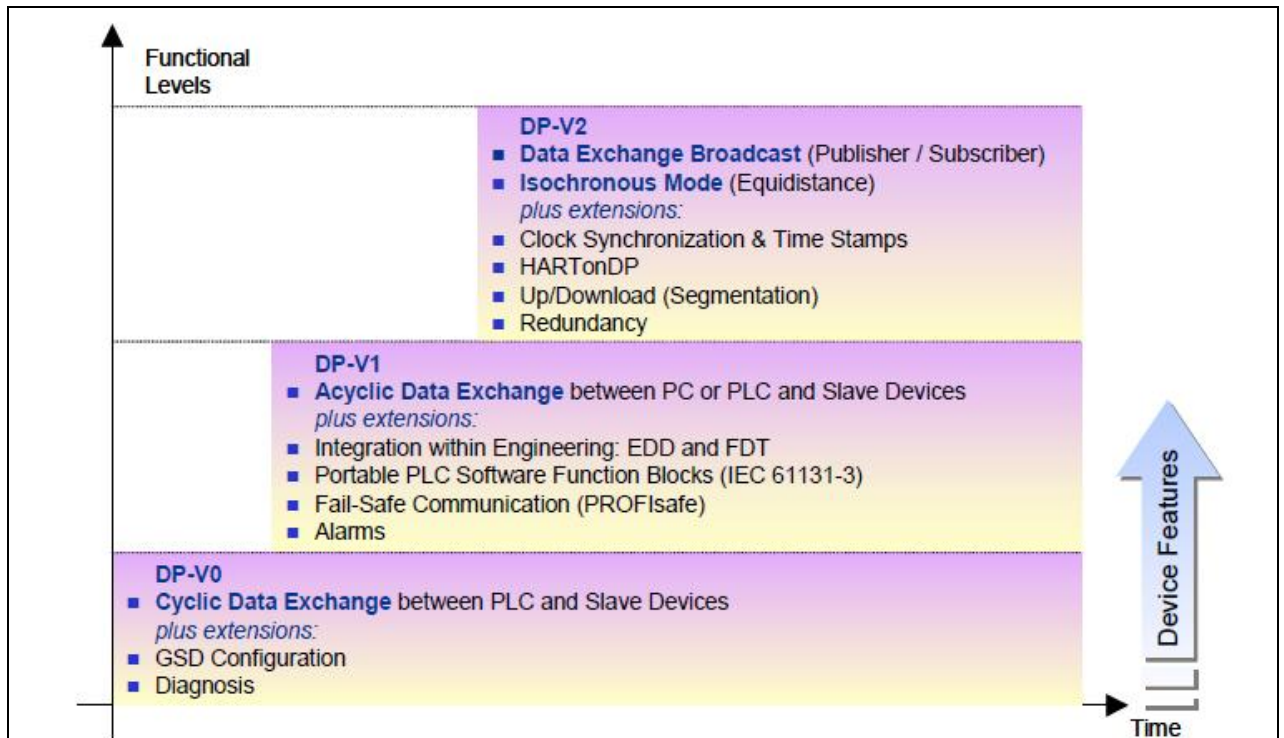 Functional
Levels
DP-V2
▪ Data Exchange Broadcast (Publisher / Subscriber)
▪ Isochronous Mode (Equidistance)
plus extensions:
▪ Clock Synchronization & Time Stamps
▪ HARTonDP
▪ Up/Download (Segmentation)
▪ Redundancy
DP-V1
▪ Acyclic Data Exchange between PC or PLC and Slave Devices
plus extensions:
▪ Integration within Engineering: EDD and FDT
▪ Portable PLC Software Function Blocks (IEC 61131-3)
▪ Fail-Safe Communication (PROFIsafe)
▪ Alarms
DP-V0
▪ Cyclic Data Exchange between PLC and Slave Devices
plus extensions:
▪ GSD Configuration
▪ Diagnosis
Device Features
Time